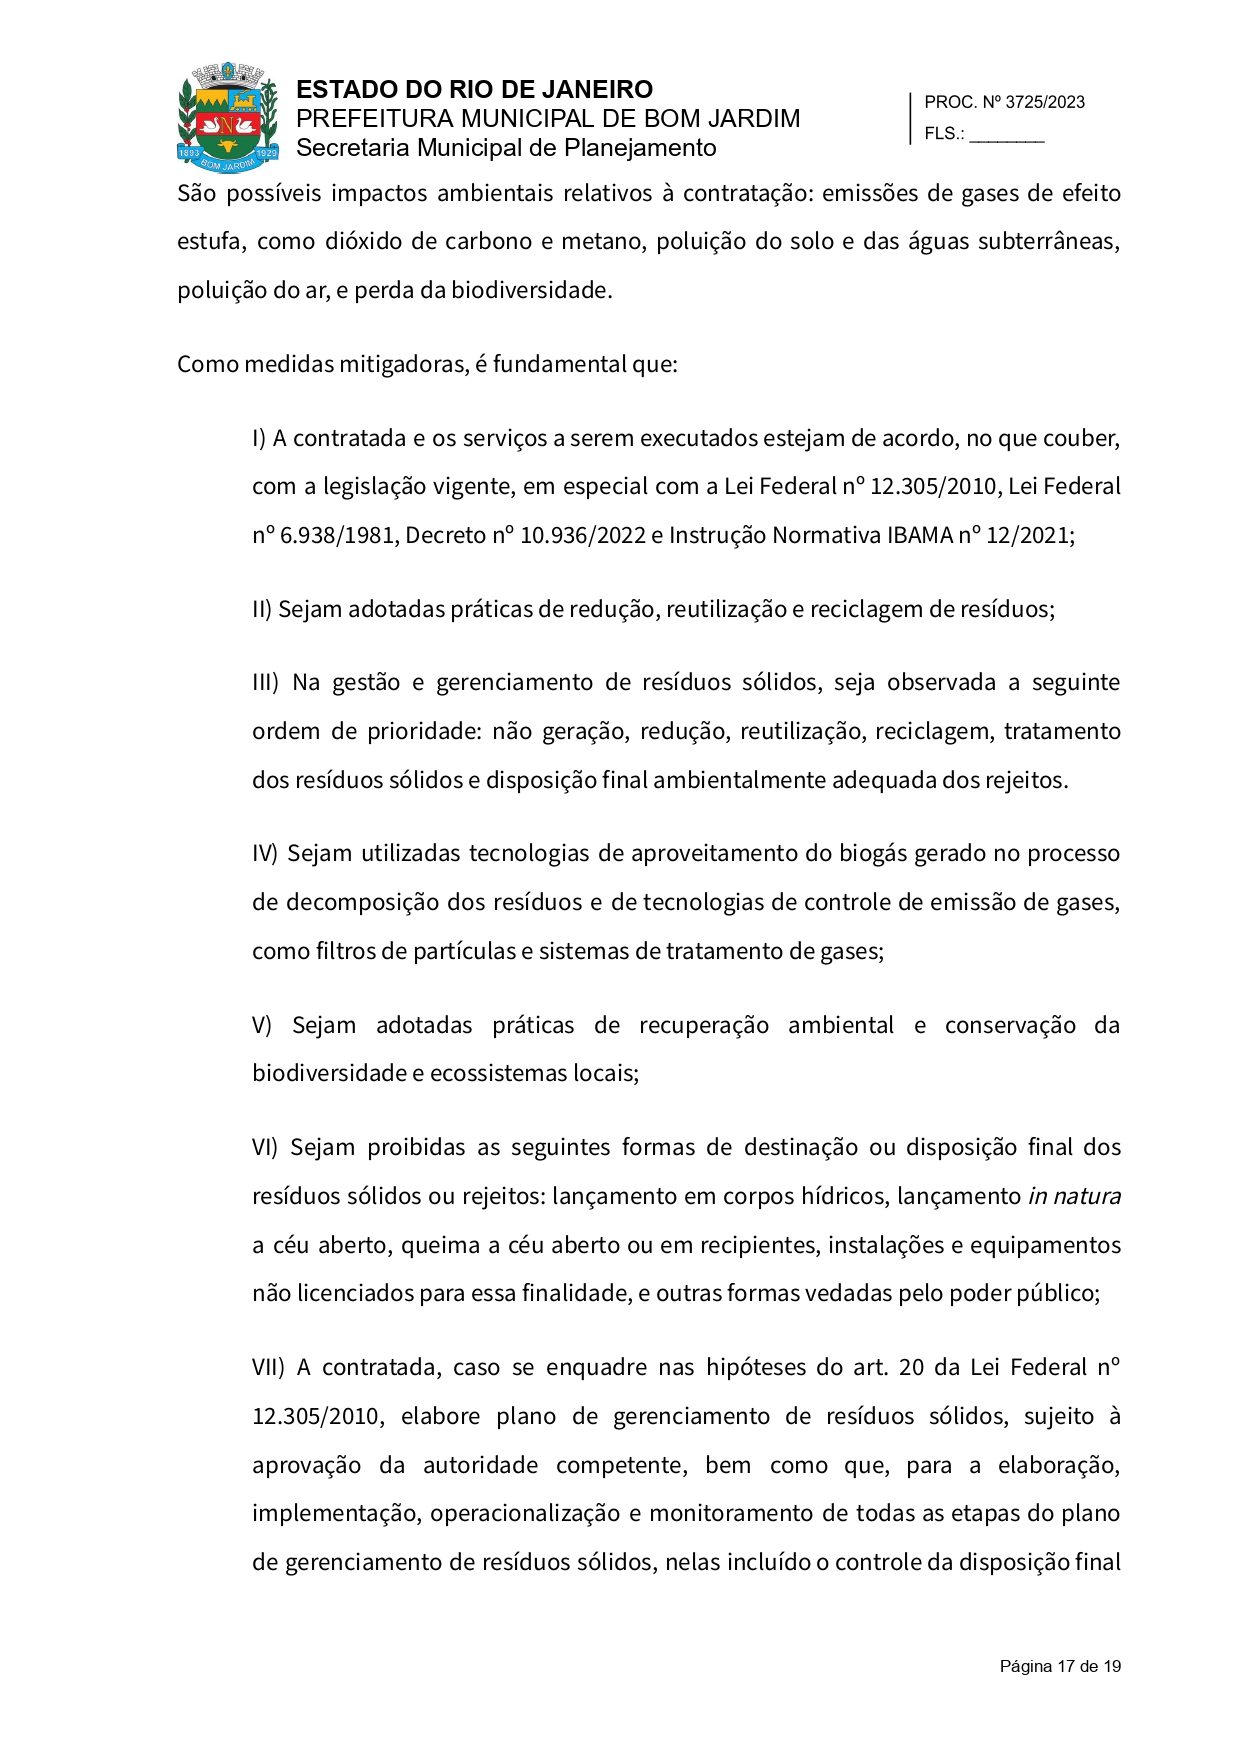 ESTADO DO RIO DE JANEIRO
PREFEITURA MUNICIPAL DE BOM JARDIM
Secretaria Municipal de Planejamento
PROC. Nº 3725/2023
FLS.: ________
1893
BOM JARDIM
1929
N
São possíveis impactos ambientais relativos à contratação: emissões de gases de efeito
estufa, como dióxido de carbono e metano, poluição do solo e das águas subterrâneas,
poluição do ar, e perda da biodiversidade.
Como medidas mitigadoras, é fundamental que:
I) A contratada e os serviços a serem executados estejam de acordo, no que couber,
com a legislação vigente, em especial com a Lei Federal nº 12.305/2010, Lei Federal
nº 6.938/1981, Decreto nº 10.936/2022 e Instrução Normativa IBAMA nº 12/2021;
II) Sejam adotadas práticas de redução, reutilização e reciclagem de resíduos;
III) Na gestão e gerenciamento de resíduos sólidos, seja observada a seguinte
ordem de prioridade: não geração, redução, reutilização, reciclagem, tratamento
dos resíduos sólidos e disposição final ambientalmente adequada dos rejeitos.
IV) Sejam utilizadas tecnologias de aproveitamento do biogás gerado no processo
de decomposição dos resíduos e de tecnologias de controle de emissão de gases,
como filtros de partículas e sistemas de tratamento de gases;
V) Sejam adotadas práticas de recuperação ambiental e conservação da
biodiversidade e ecossistemas locais;
VI) Sejam proibidas as seguintes formas de destinação ou disposição final dos
resíduos sólidos ou rejeitos: lançamento em corpos hídricos, lançamento in natura
a céu aberto, queima a céu aberto ou em recipientes, instalações e equipamentos
não licenciados para essa finalidade, e outras formas vedadas pelo poder público;
VII) A contratada, caso se enquadre nas hipóteses do art. 20 da Lei Federal nº
12.305/2010, elabore plano de gerenciamento de resíduos sólidos, sujeito à
aprovação da autoridade competente, bem como que, para a elaboração,
implementação, operacionalização e monitoramento de todas as etapas do plano
de gerenciamento de resíduos sólidos, nelas incluído o controle da disposição final
Página 17 de 19